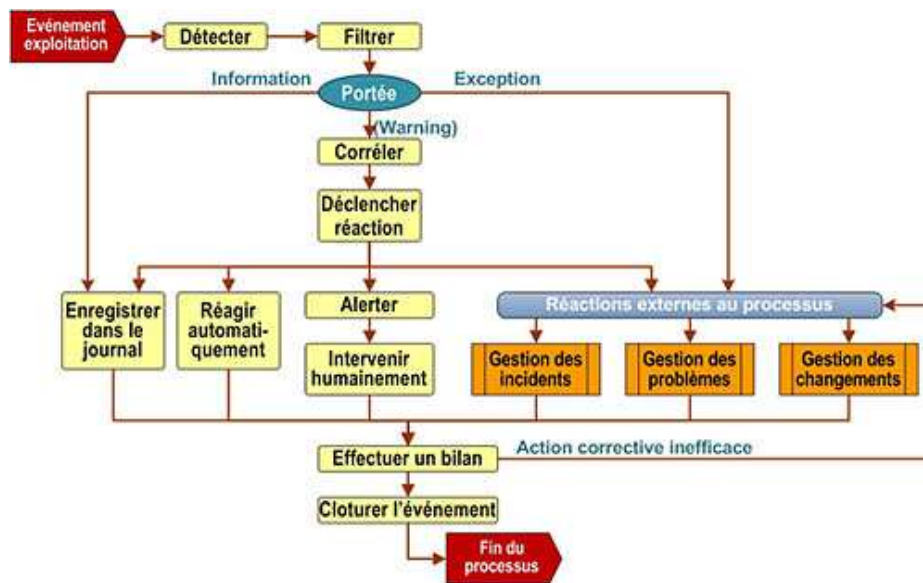 Evénement
exploitation
Détecter
Filtrer
Information
Portée
Exception
(Warning)
Corréler
Déclencher
réaction
Enregistrer
dans le
journal
Réagir
automati-
quement
Alerter
Réactions externes au processus
Intervenir
humainement
Gestion des
incidents
Gestion des
problèmes
Gestion des
changements
Effectuer un bilan
Action corrective inefficace
Cloturer l'événement
Fin du
processus